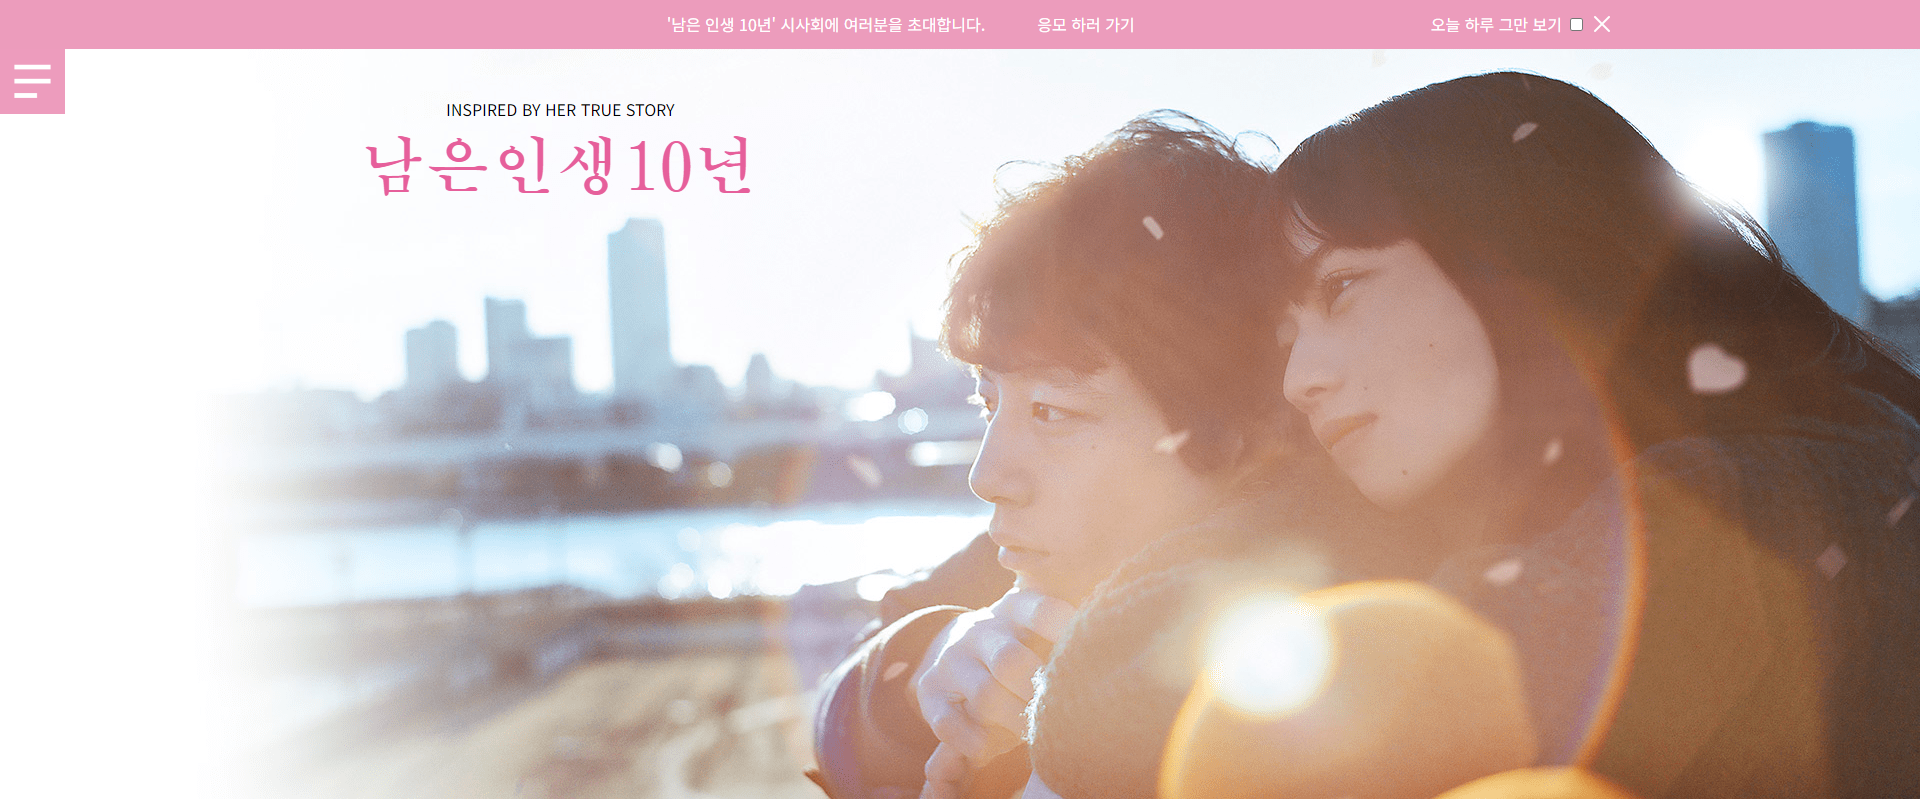 '남은 인생 10년' 시사회에 여러분을 초대합니다. 응모 하러 가기 오늘 하루 그만 보기
INSPIRED BY HER TRUE STORY
남은인생10년